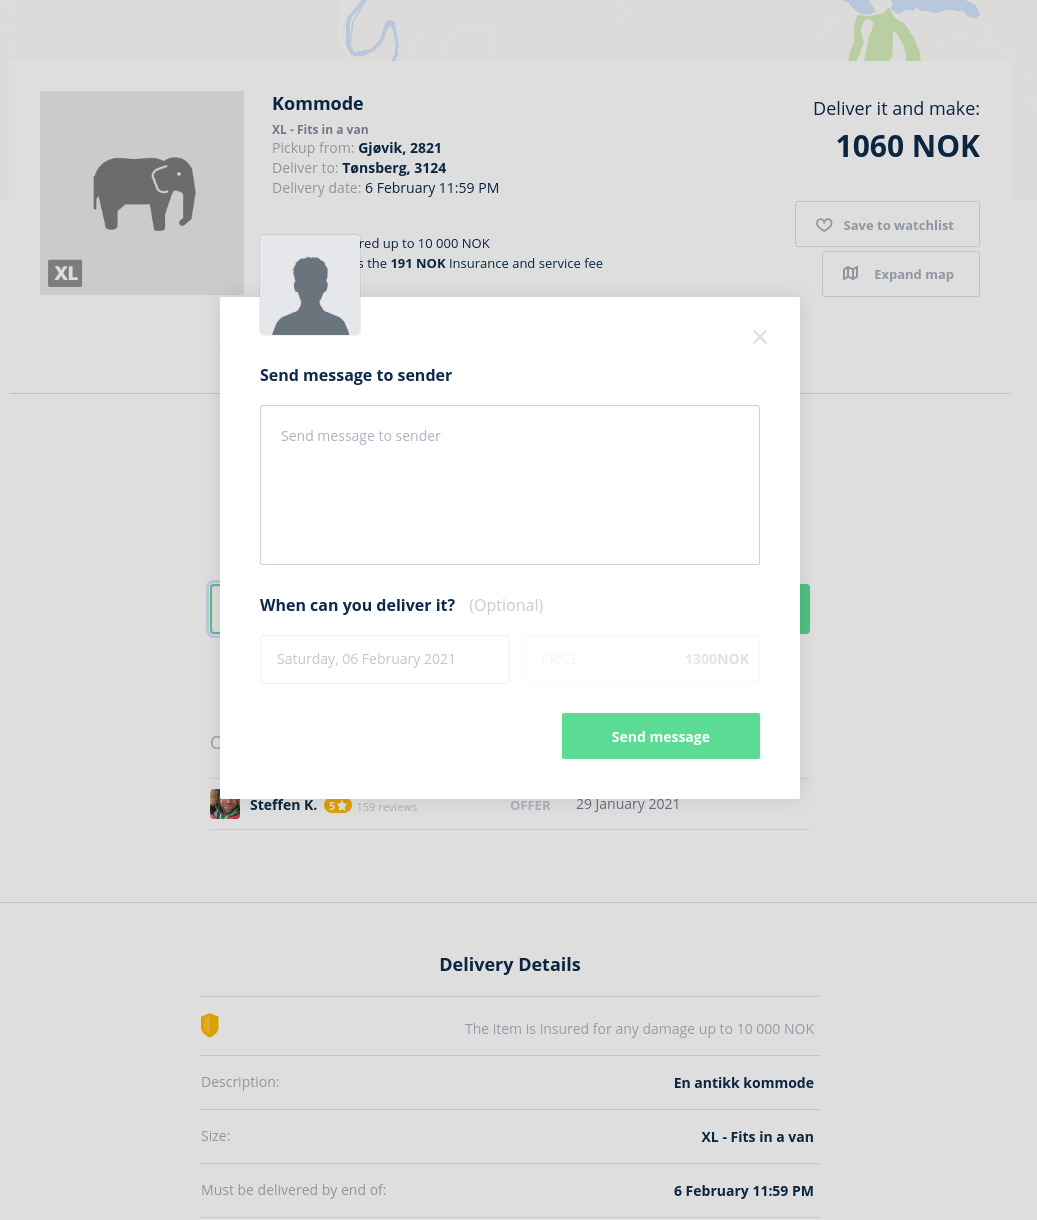 Kommode
XL - Fits in a van
Pickup from: Gjøvik, 2821
Deliver to: Tønsberg, 3124
Delivery date: 6 February 11:59 PM
XL
up to 10 000 NOK
the 191 NOK Insurance and service fee
Deliver it and make:
1060 NOK
Save to watchlist
Expand map
Send message to sender
Send message to sender
When can you deliver it? (Optional)
Saturday, 06 February 2021
PRICE 1300NOK
Send message
Steffen K. 5 159 reviews OFFER 29 January 2021
Delivery Details
The item is insured for any damage up to 10 000 NOK
Description: En antikk kommode
Size: XL - Fits in a van
Must be delivered by end of: 6 February 11:59 PM